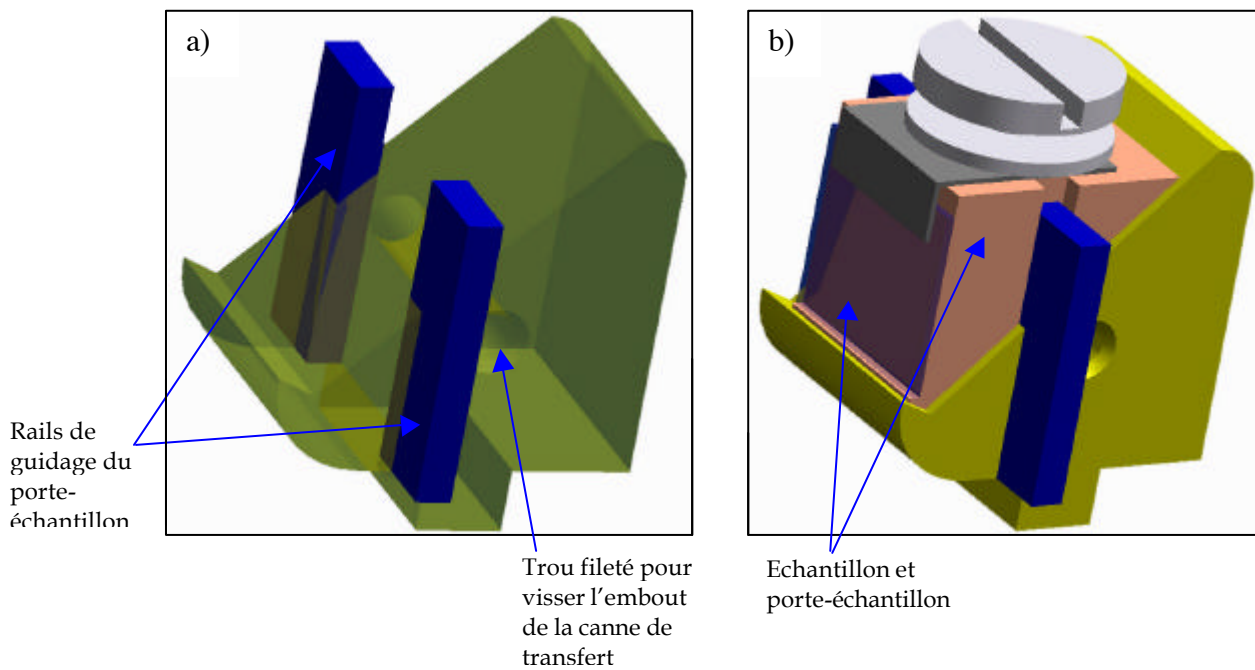 a)
b)
Rails de
guidage du
porte-
échantillon
Trou fileté pour
visser l'embout
de la canne de
transfert
Echantillon et
porte-échantillon